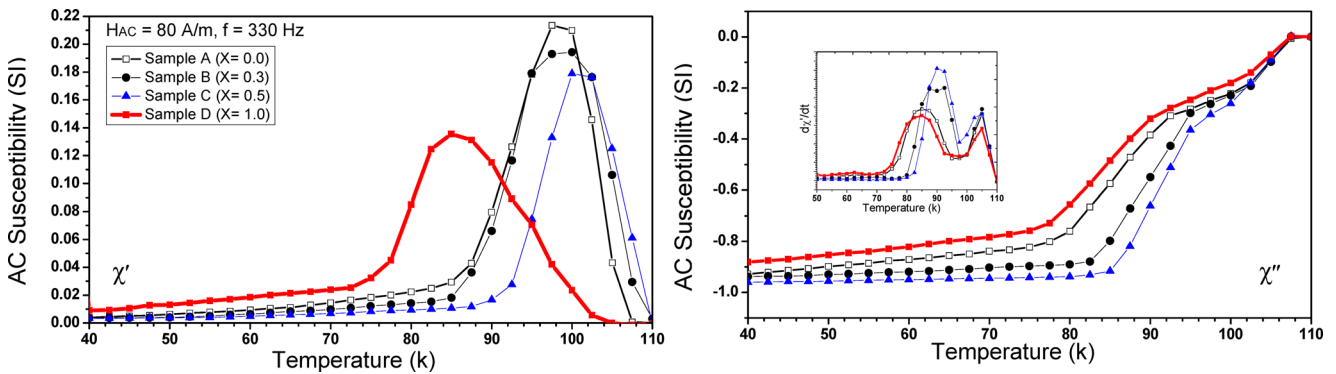 HAC = 80 A/m, f = 330 Hz
Sample A (X= 0.0)
Sample B (X= 0.3)
Sample C (X= 0.5)
Sample D (X= 1.0)
AC Susceptibility (SI)
0.22
0.20
0.18
0.16
0.14
0.12
0.10
0.08
0.06
0.04
0.02
0.00
χ′
40 50 60 70 80 90 100 110
Temperature (k)
AC Susceptibility (SI)
0.0
-0.2
-0.4
-0.6
-0.8
-1.0
dχ'/dt
50 60 70 80 90 100 110
Temperature (k)
χ″
40 50 60 70 80 90 100 110
Temperature (k)